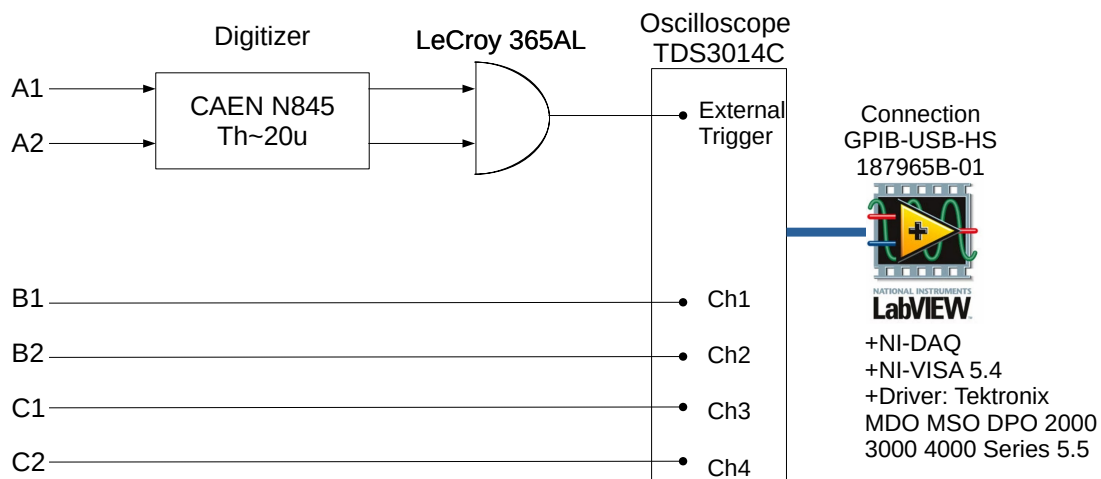 Digitizer
LeCroy 365AL
Oscilloscope
TDS3014C
A1
A2
CAEN N845
Th~20u
External
Trigger
Connection
GPIB-USB-HS
187965B-01
NATIONAL INSTRUMENTS
LabVIEW
+NI-DAQ
+NI-VISA 5.4
+Driver: Tektronix
MDO MSO DPO 2000
3000 4000 Series 5.5
B1
Ch1
B2
Ch2
C1
Ch3
C2
Ch4